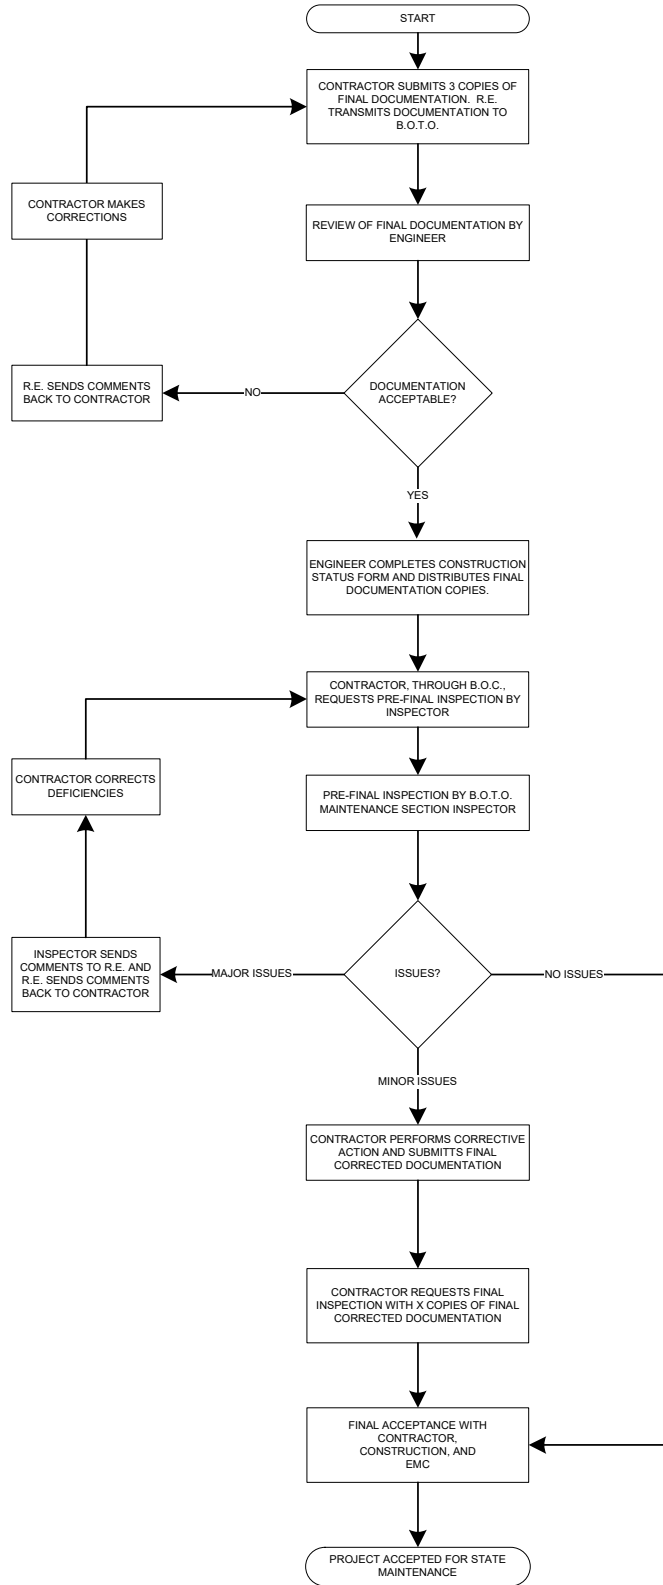 START
CONTRACTOR SUBMITS 3 COPIES OF
FINAL DOCUMENTATION. R.E.
TRANSMITS DOCUMENTATION TO
B.O.T.O.
CONTRACTOR MAKES
CORRECTIONS
REVIEW OF FINAL DOCUMENTATION BY
ENGINEER
R.E. SENDS COMMENTS
BACK TO CONTRACTOR
NO
DOCUMENTATION
ACCEPTABLE?
YES
ENGINEER COMPLETES CONSTRUCTION
STATUS FORM AND DISTRIBUTES FINAL
DOCUMENTATION COPIES.
CONTRACTOR, THROUGH B.O.C.,
REQUESTS PRE-FINAL INSPECTION BY
INSPECTOR
CONTRACTOR CORRECTS
DEFICIENCIES
PRE-FINAL INSPECTION BY B.O.T.O.
MAINTENANCE SECTION INSPECTOR
INSPECTOR SENDS
COMMENTS TO R.E. AND
R.E. SENDS COMMENTS
BACK TO CONTRACTOR
MAJOR ISSUES
ISSUES?
NO ISSUES
MINOR ISSUES
CONTRACTOR PERFORMS CORRECTIVE
ACTION AND SUBMITTS FINAL
CORRECTED DOCUMENTATION
CONTRACTOR REQUESTS FINAL
INSPECTION WITH X COPIES OF FINAL
CORRECTED DOCUMENTATION
FINAL ACCEPTANCE WITH
CONTRACTOR,
CONSTRUCTION, AND
EMC
PROJECT ACCEPTED FOR STATE
MAINTENANCE